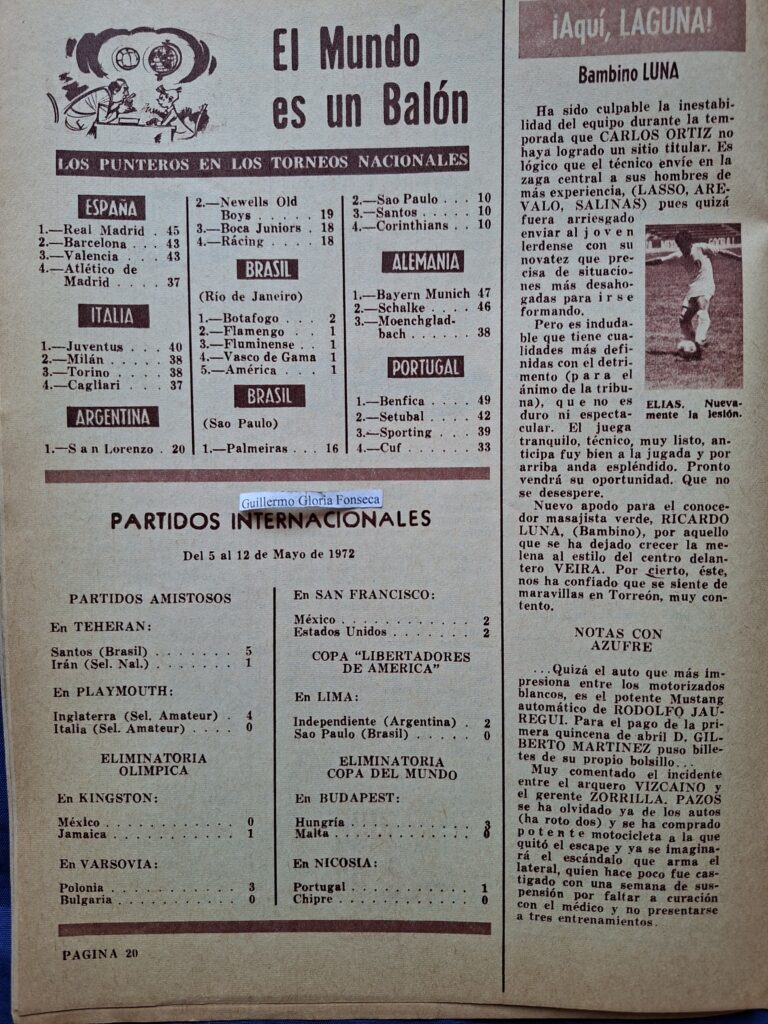 El Mundo
es un Balón
LOS PUNTEROS EN LOS TORNEOS NACIONALES
ESPAÑA
1.—Real Madrid . 45
2.—Barcelona . . 43
3.—Valencia . . 43
4.—Atlético de
Madrid . . . . 37
ITALIA
1.—Juventus . . . 40
2.—Milán . . . . 38
3.—Torino . . . . 38
4.—Cagliari . . . 37
ARGENTINA
1.—San Lorenzo . 20
2.—Newells Old
Boys . . . . . 19
3.—Boca Juniors . 18
4.—Rácing . . . . 18
BRASIL
(Río de Janeiro)
1.—Botafogo . . . 2
2.—Flamengo . . 1
3.—Fluminense . . 1
4.—Vasco de Gama 1
5.—América . . . 1
BRASIL
(Sao Paulo)
1.—Palmeiras . . 16
2.—Sao Paulo . . . 10
3.—Santos . . . . 10
4.—Corinthians . . 10
ALEMANIA
1.—Bayern Munich 47
2.—Schalke . . . 46
3.—Moenchglad-
bach . . . . . 38
PORTUGAL
1.—Benfica . . . . 49
2.—Setubal . . . . 42
3.—Sporting . . . 39
4.—Cuf . . . . . 33
Guillermo Gloria Fonseca
PARTIDOS INTERNACIONALES
Del 5 al 12 de Mayo de 1972
PARTIDOS AMISTOSOS
En TEHERAN:
Santos (Brasil) . . . . . . . 5
Irán (Sel. Nal.) . . . . . . . 1
En PLAYMOUTH:
Inglaterra (Sel. Amateur) . 4
Italia (Sel. Amateur) . . . . 0
ELIMINATORIA
OLIMPICA
En KINGSTON:
México . . . . . . . . . . . . 0
Jamaica . . . . . . . . . . . 1
En VARSOVIA:
Polonia . . . . . . . . . . . 3
Bulgaria . . . . . . . . . . . 0
En SAN FRANCISCO:
México . . . . . . . . . . . . 2
Estados Unidos . . . . . . . 2
COPA "LIBERTADORES
DE AMERICA"
En LIMA:
Independiente (Argentina) . 2
Sao Paulo (Brasil) . . . . . 0
ELIMINATORIA
COPA DEL MUNDO
En BUDAPEST:
Hungría . . . . . . . . . . . 3
Malta . . . . . . . . . . . . 0
En NICOSIA:
Portugal . . . . . . . . . . . 1
Chipre . . . . . . . . . . . . 0
PAGINA 20
¡Aquí, LAGUNA!
Bambino LUNA
Ha sido culpable la inestabi-
lidad del equipo durante la tem-
porada que CARLOS ORTIZ no
haya logrado un sitio titular. Es
lógico que el técnico envíe en la
zaga central a sus hombres de
más experiencia, (LASSO, ARE-
VALO, SALINAS) pues quizá
fuera arriesgado
enviar al joven
lerdense con su
novatez que pre-
cisa de situacio-
nes más desaho-
gadas para irse
formando.
Pero es induda-
ble que tiene cua-
lidades más defi-
nidas con el detri-
mento (para el
ánimo de la tribu-
na), que no es
duro ni especta-
cular. El juega
tranquilo, técnico, muy listo, an-
ticipa fuy bien a la jugada y por
arriba anda espléndido. Pronto
vendrá su oportunidad. Que no
se desespere.
ELIAS. Nueva-
mente la lesión.
Nuevo apodo para el conoce-
dor masajista verde, RICARDO
LUNA, (Bambino), por aquello
que se ha dejado crecer la me-
lena al estilo del centro delan-
tero VEIRA. Por cierto, éste,
nos ha confiado que se siente de
maravillas en Torreón, muy con-
tento.
NOTAS CON
AZUFRE
...Quizá el auto que más im-
presiona entre los motorizados
blancos, es el potente Mustang
automático de RODOLFO JAU-
REGUI. Para el pago de la pri-
mera quincena de abril D. GIL-
BERTO MARTINEZ puso bille-
tes de su propio bolsillo...
Muy comentado el incidente
entre el arquero VIZCAINO y
el gerente ZORRILLA. PAZOS
se ha olvidado ya de los autos
(ha roto dos) y se ha comprado
potente motocicleta a la que
quitó el escape y ya se imagina-
rá el escándalo que arma el
lateral, quien hace poco fue cas-
tigado con una semana de sus-
pensión por faltar a curación
con el médico y no presentarse
a tres entrenamientos.